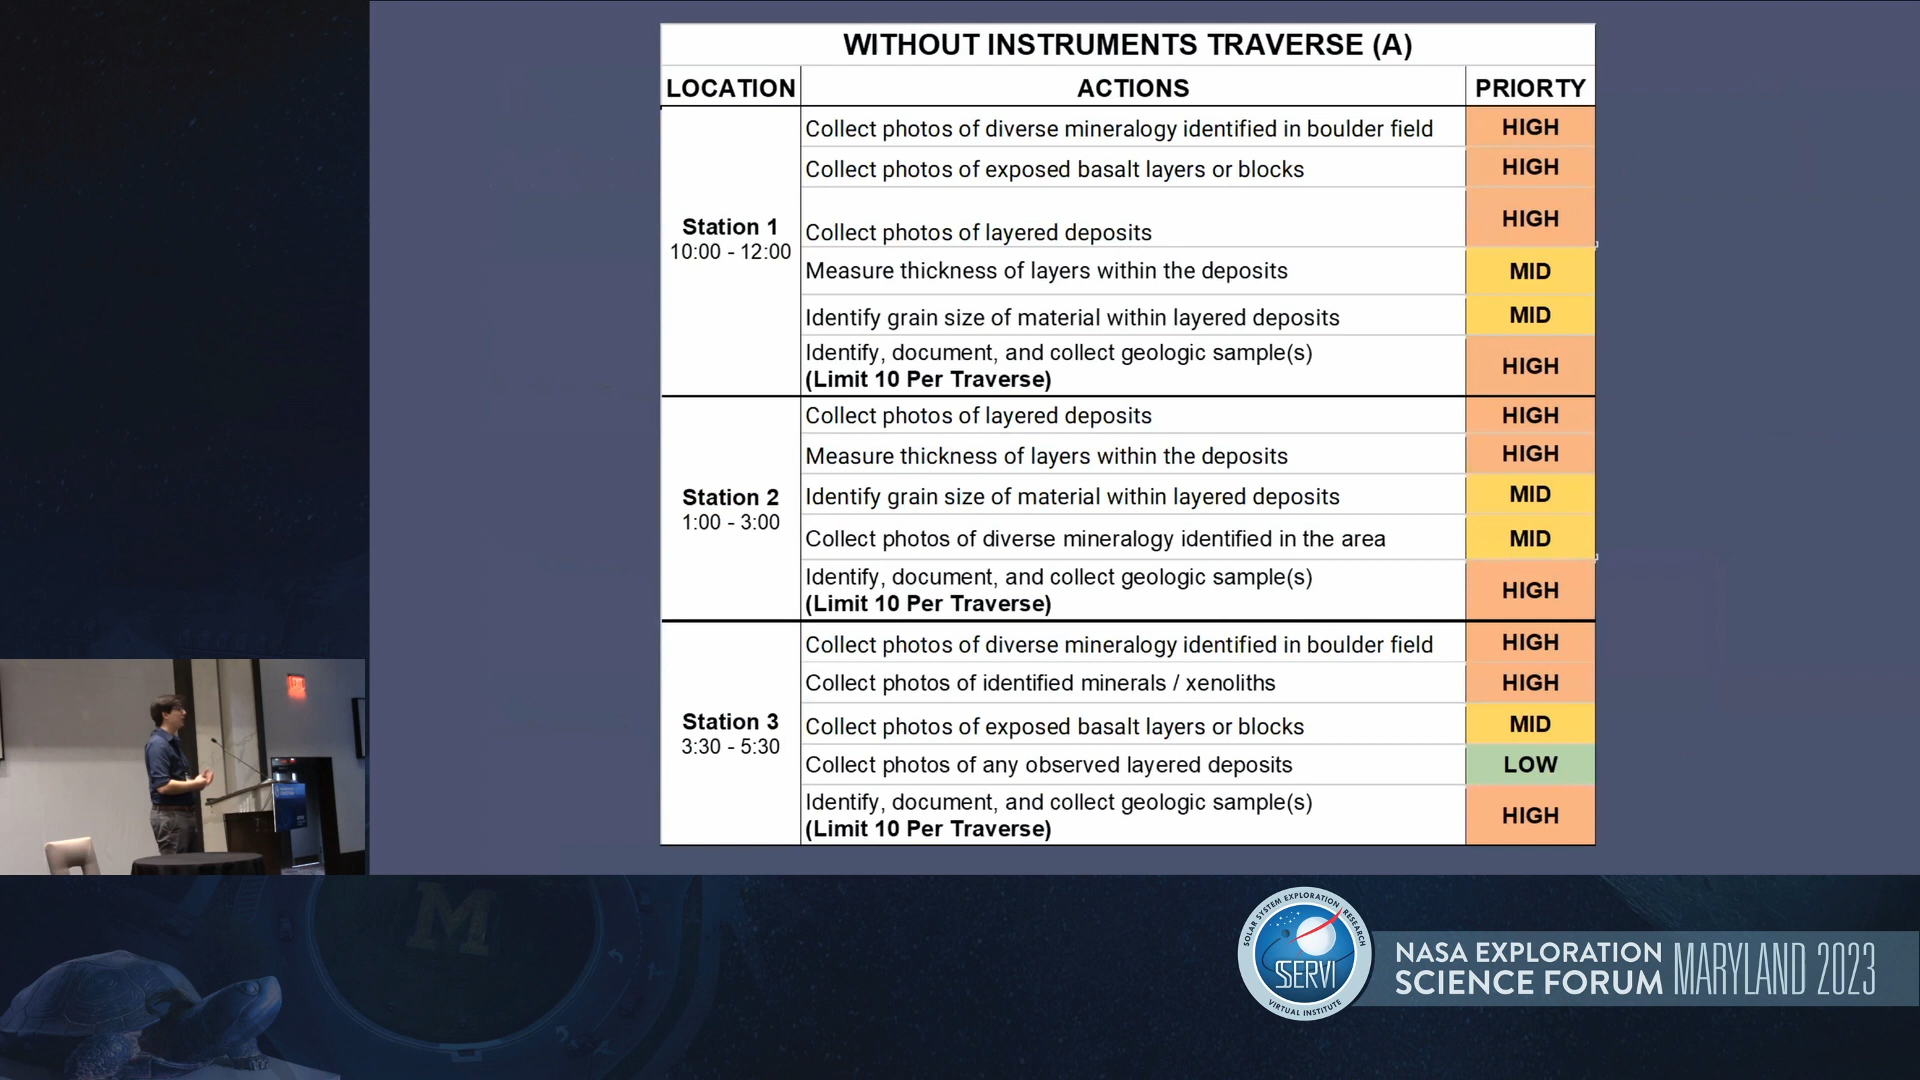 WITHOUT INSTRUMENTS TRAVERSE (A)
LOCATION ACTIONS PRIORTY
Station 1
10:00 - 12:00
Collect photos of diverse mineralogy identified in boulder field HIGH
Collect photos of exposed basalt layers or blocks HIGH
Collect photos of layered deposits HIGH
Measure thickness of layers within the deposits MID
Identify grain size of material within layered deposits MID
Identify, document, and collect geologic sample(s)
(Limit 10 Per Traverse) HIGH
Station 2
1:00 - 3:00
Collect photos of layered deposits HIGH
Measure thickness of layers within the deposits HIGH
Identify grain size of material within layered deposits MID
Collect photos of diverse mineralogy identified in the area MID
Identify, document, and collect geologic sample(s)
(Limit 10 Per Traverse) HIGH
Station 3
3:30 - 5:30
Collect photos of diverse mineralogy identified in boulder field HIGH
Collect photos of identified minerals / xenoliths HIGH
Collect photos of exposed basalt layers or blocks MID
Collect photos of any observed layered deposits LOW
Identify, document, and collect geologic sample(s)
(Limit 10 Per Traverse) HIGH
M
SOLAR SYSTEM EXPLORATION RESEARCH
SSERVI
VIRTUAL INSTITUTE
NASA EXPLORATION
SCIENCE FORUM MARYLAND 2023